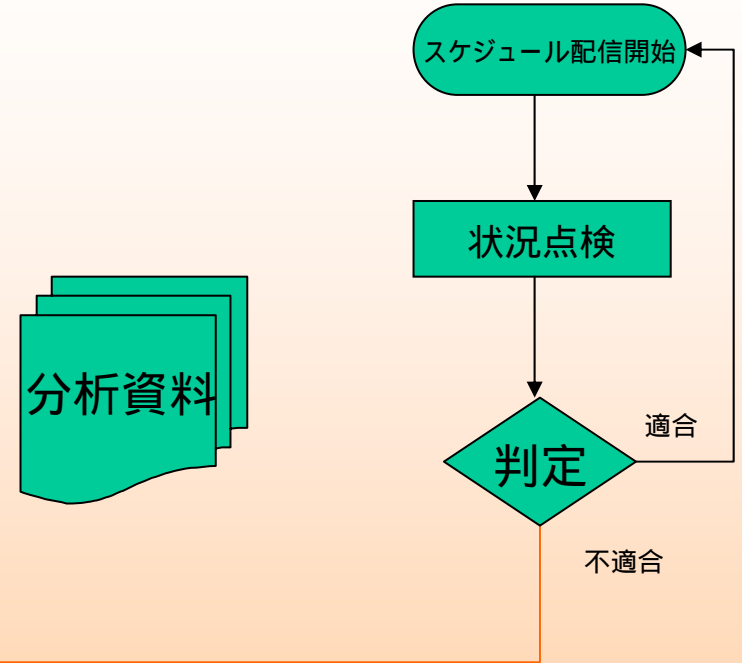 スケジュール配信開始
状況点検
分析資料
適合
判定
不適合